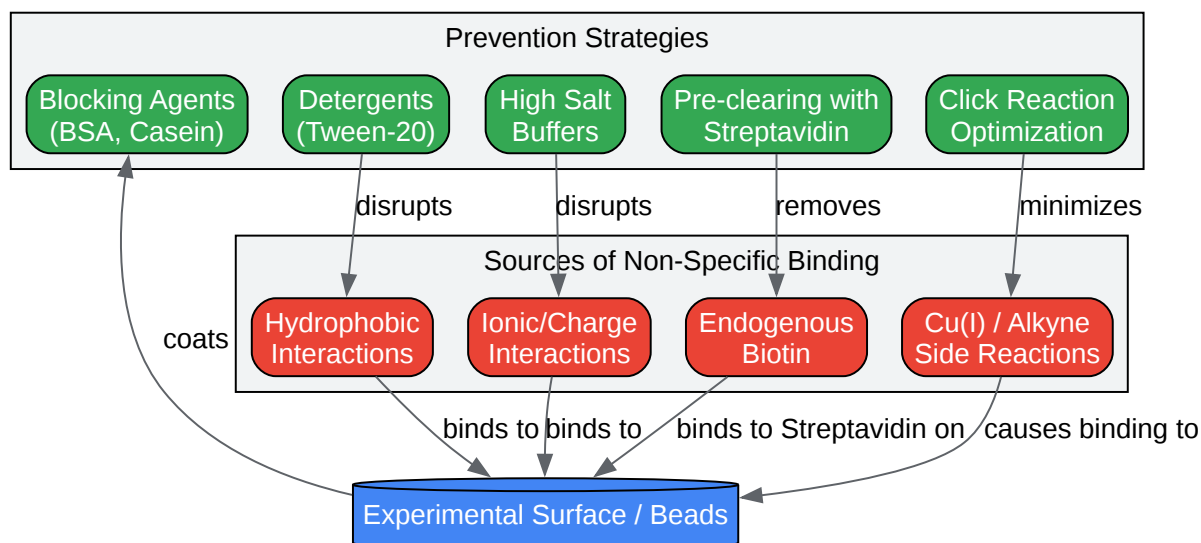 Prevention Strategies
Blocking Agents
(BSA, Casein)
Detergents
(Tween-20)
High Salt
Buffers
Pre-clearing with
Streptavidin
Click Reaction
Optimization
disrupts
disrupts
removes
minimizes
Sources of Non-Specific Binding
Hydrophobic
Interactions
Ionic/Charge
Interactions
Endogenous
Biotin
Cu(I) / Alkyne
Side Reactions
coats
binds to
binds to
binds to Streptavidin on
causes binding to
Experimental Surface / Beads